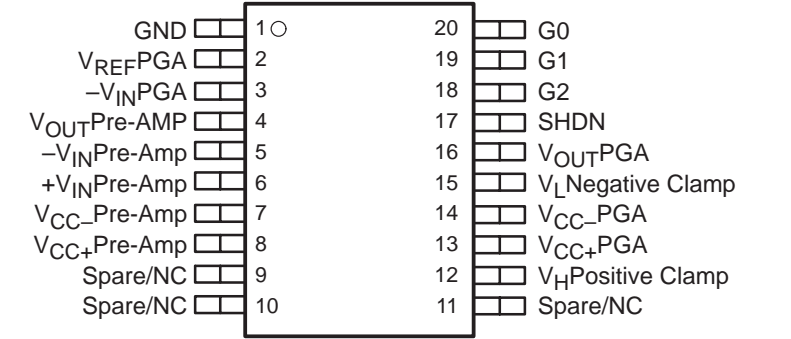 GND 1 20 G0
VREFPGA 2 19 G1
–VINPGA 3 18 G2
VOUTPre-AMP 4 17 SHDN
–VINPre-Amp 5 16 VOUTPGA
+VINPre-Amp 6 15 VLNegative Clamp
VCC–Pre-Amp 7 14 VCC–PGA
VCC+Pre-Amp 8 13 VCC+PGA
Spare/NC 9 12 VHPositive Clamp
Spare/NC 10 11 Spare/NC